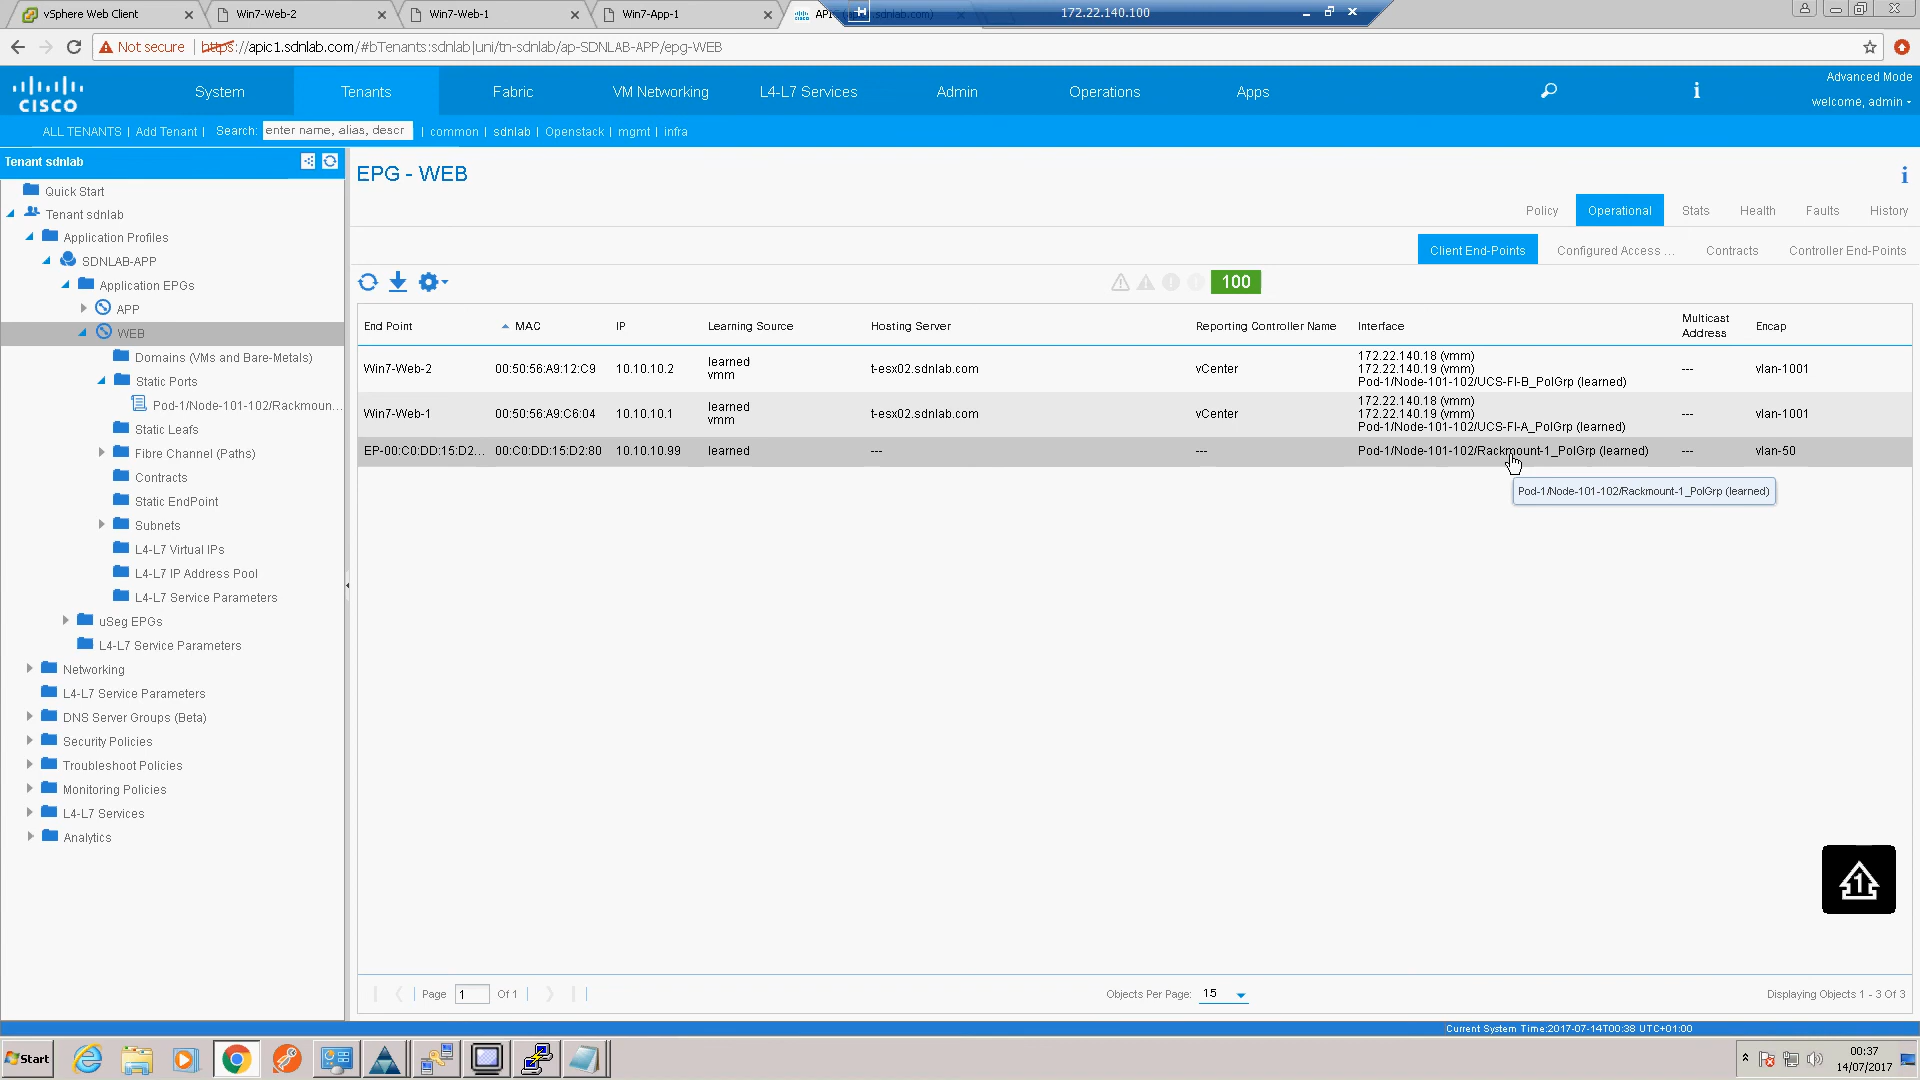 vSphere Web Client
Win7-Web-2
Win7-Web-1
Win7-App-1
172.22.140.100
Not secure
https://apic1.sdnlab.com/#bTenants:sdnlab|uni/tn-sdnlab/ap-SDNLAB-APP/epg-WEB
CISCO
System
Tenants
Fabric
VM Networking
L4-L7 Services
Admin
Operations
Apps
Advanced Mode
welcome, admin
ALL TENANTS | Add Tenant | Search: enter name, alias, descr | common | sdnlab | Openstack | mgmt | infra
Tenant sdnlab
Quick Start
Tenant sdnlab
Application Profiles
SDNLAB-APP
Application EPGs
APP
WEB
Domains (VMs and Bare-Metals)
Static Ports
Pod-1/Node-101-102/Rackmoun...
Static Leafs
Fibre Channel (Paths)
Contracts
Static EndPoint
Subnets
L4-L7 Virtual IPs
L4-L7 IP Address Pool
L4-L7 Service Parameters
uSeg EPGs
L4-L7 Service Parameters
Networking
L4-L7 Service Parameters
DNS Server Groups (Beta)
Security Policies
Troubleshoot Policies
Monitoring Policies
L4-L7 Services
Analytics
EPG - WEB
Policy
Operational
Stats
Health
Faults
History
Client End-Points
Configured Access ...
Contracts
Controller End-Points
100
End Point
MAC
IP
Learning Source
Hosting Server
Reporting Controller Name
Interface
Multicast
Address
Encap
Win7-Web-2
00:50:56:A9:12:C9
10.10.10.2
learned
vmm
t-esx02.sdnlab.com
vCenter
172.22.140.18 (vmm)
172.22.140.19 (vmm)
Pod-1/Node-101-102/UCS-FI-B_PolGrp (learned)
---
vlan-1001
Win7-Web-1
00:50:56:A9:C6:04
10.10.10.1
learned
vmm
t-esx02.sdnlab.com
vCenter
172.22.140.18 (vmm)
172.22.140.19 (vmm)
Pod-1/Node-101-102/UCS-FI-A_PolGrp (learned)
---
vlan-1001
EP-00:C0:DD:15:D2...
00:C0:DD:15:D2:80
10.10.10.99
learned
---
---
Pod-1/Node-101-102/Rackmount-1_PolGrp (learned)
---
vlan-50
Pod-1/Node-101-102/Rackmount-1_PolGrp (learned)
Page 1 Of 1
Objects Per Page: 15
Displaying Objects 1 - 3 Of 3
Current System Time:2017-07-14T00:38 UTC+01:00
Start
00:37
14/07/2017